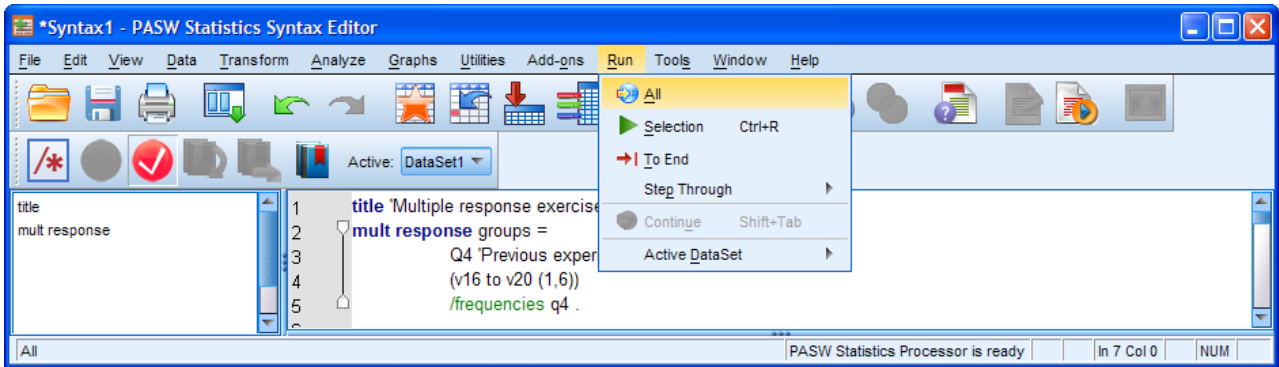 *Syntax1 - PASW Statistics Syntax Editor
File Edit View Data Transform Analyze Graphs Utilities Add-ons Run Tools Window Help
All
Selection Ctrl+R
To End
Step Through
Continue Shift+Tab
Active DataSet
/*
Active: DataSet1
title
mult response
1 title 'Multiple response exercise
2 mult response groups =
3 Q4 'Previous exper
4 (v16 to v20 (1,6))
5 /frequencies q4 .
All PASW Statistics Processor is ready In 7 Col 0 NUM